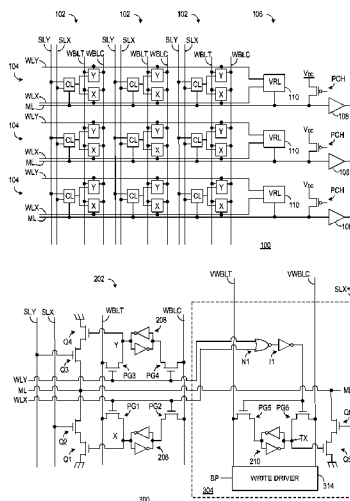 102 102 102 106
SLY SLX WBLT WBLC SLY SLX WBLT WBLC SLY SLX WBLT WBLC
WLY
104 CL Y X CL Y X CL Y X VRL 110 VDD PCH 108
WLX
ML
WLY
104 CL Y X CL Y X CL Y X VRL 110 VDD PCH 108
WLX
ML
WLY
104 CL Y X CL Y X CL Y X VRL 110 VDD PCH
WLX
ML
100
202
SLY SLX WBLT WBLC VWBLT VWBLC
208
Q4 Y
Q3 PG3 PG4 N1 I1
WLY
ML
WLX
PG1 PG2 PG5 PG6
Q2 X TX
Q1 210
BP WRITE DRIVER 314
304
300